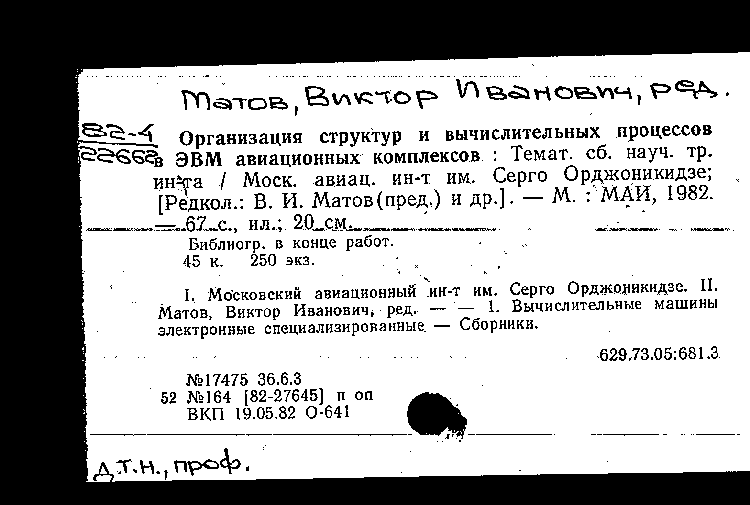 Матов, Виктор Иванович, ред.
82-4
22668
Организация структур и вычислительных процессов
в ЭВМ авиационных комплексов : Темат. сб. науч. тр.
ин-та / Моск. авиац. ин-т им. Серго Орджоникидзе;
[Редкол.: В. И. Матов (пред.) и др.]. — М. : МАИ, 1982.
— 67 с., ил.; 20 см.
Библиогр. в конце работ.
45 к. 250 экз.
I. Московский авиационный ин-т им. Серго Орджоникидзе. II.
Матов, Виктор Иванович, ред. — — 1. Вычислительные машины
электронные специализированные — Сборники.
629.73.05:681.3
№17475 36.6.3
52 №164 [82-27645] п оп
ВКП 19.05.82 О-641
д.т.н., проф.